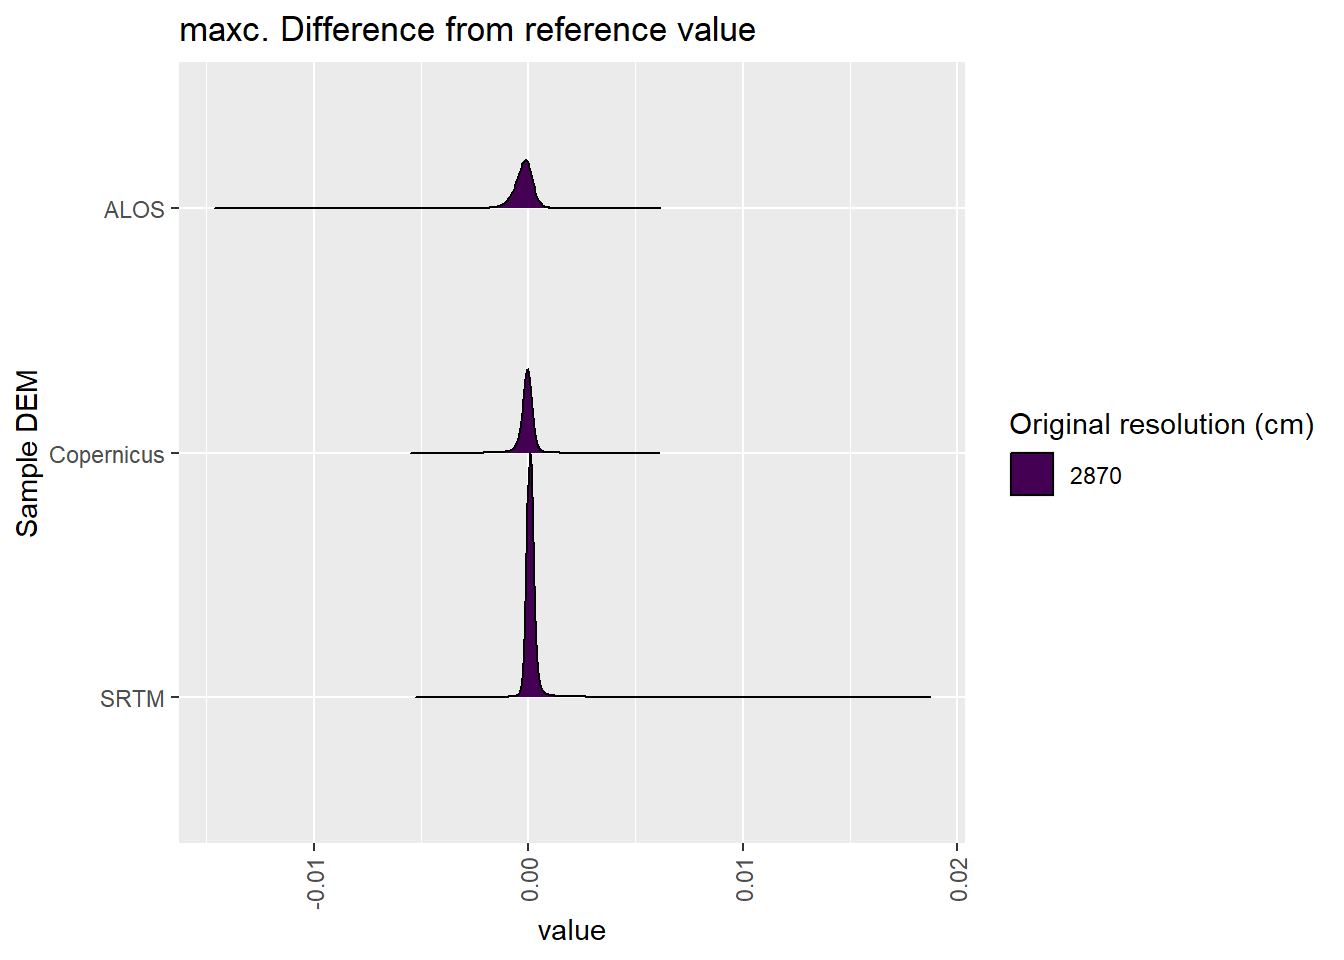 maxc. Difference from reference value
ALOS
Copernicus
SRTM
Sample DEM
-0.01
0.00
0.01
0.02
value
Original resolution (cm)
2870